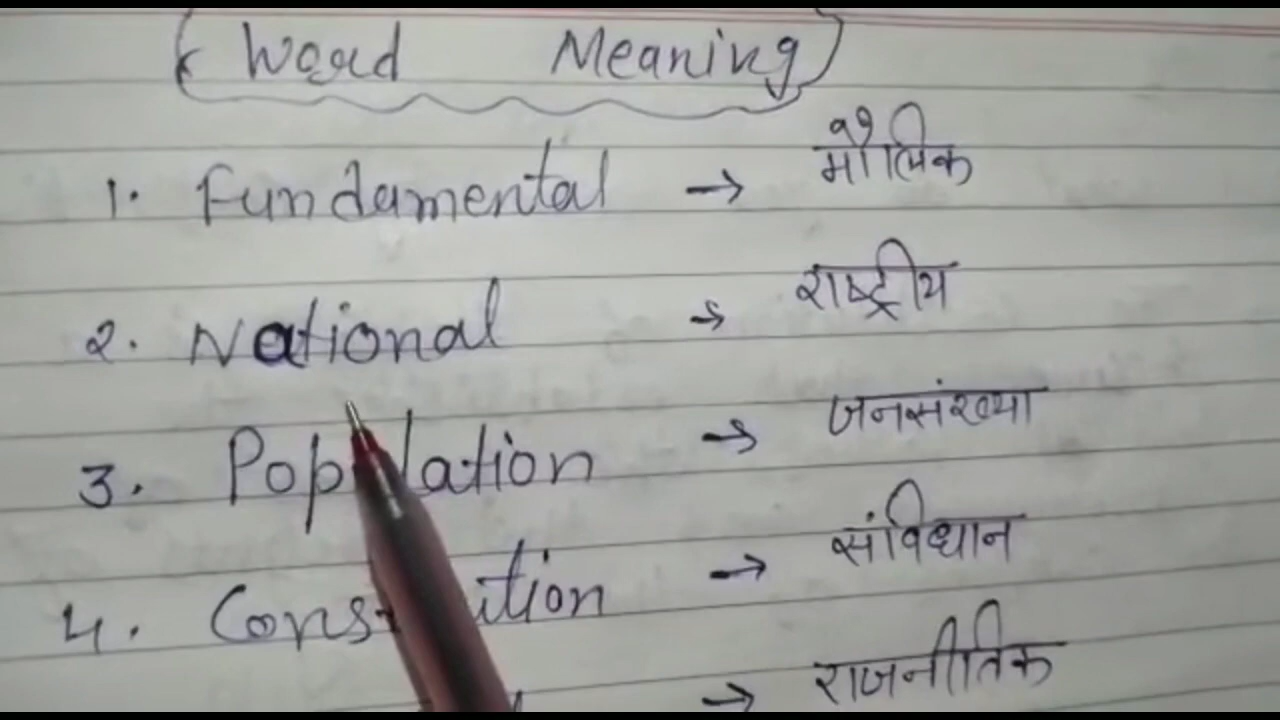 Word Meaning
1. Fundamental → मौलिक
2. National → राष्ट्रीय
3. Population → जनसंख्या
4. → संविधान
→ राजनीतिक